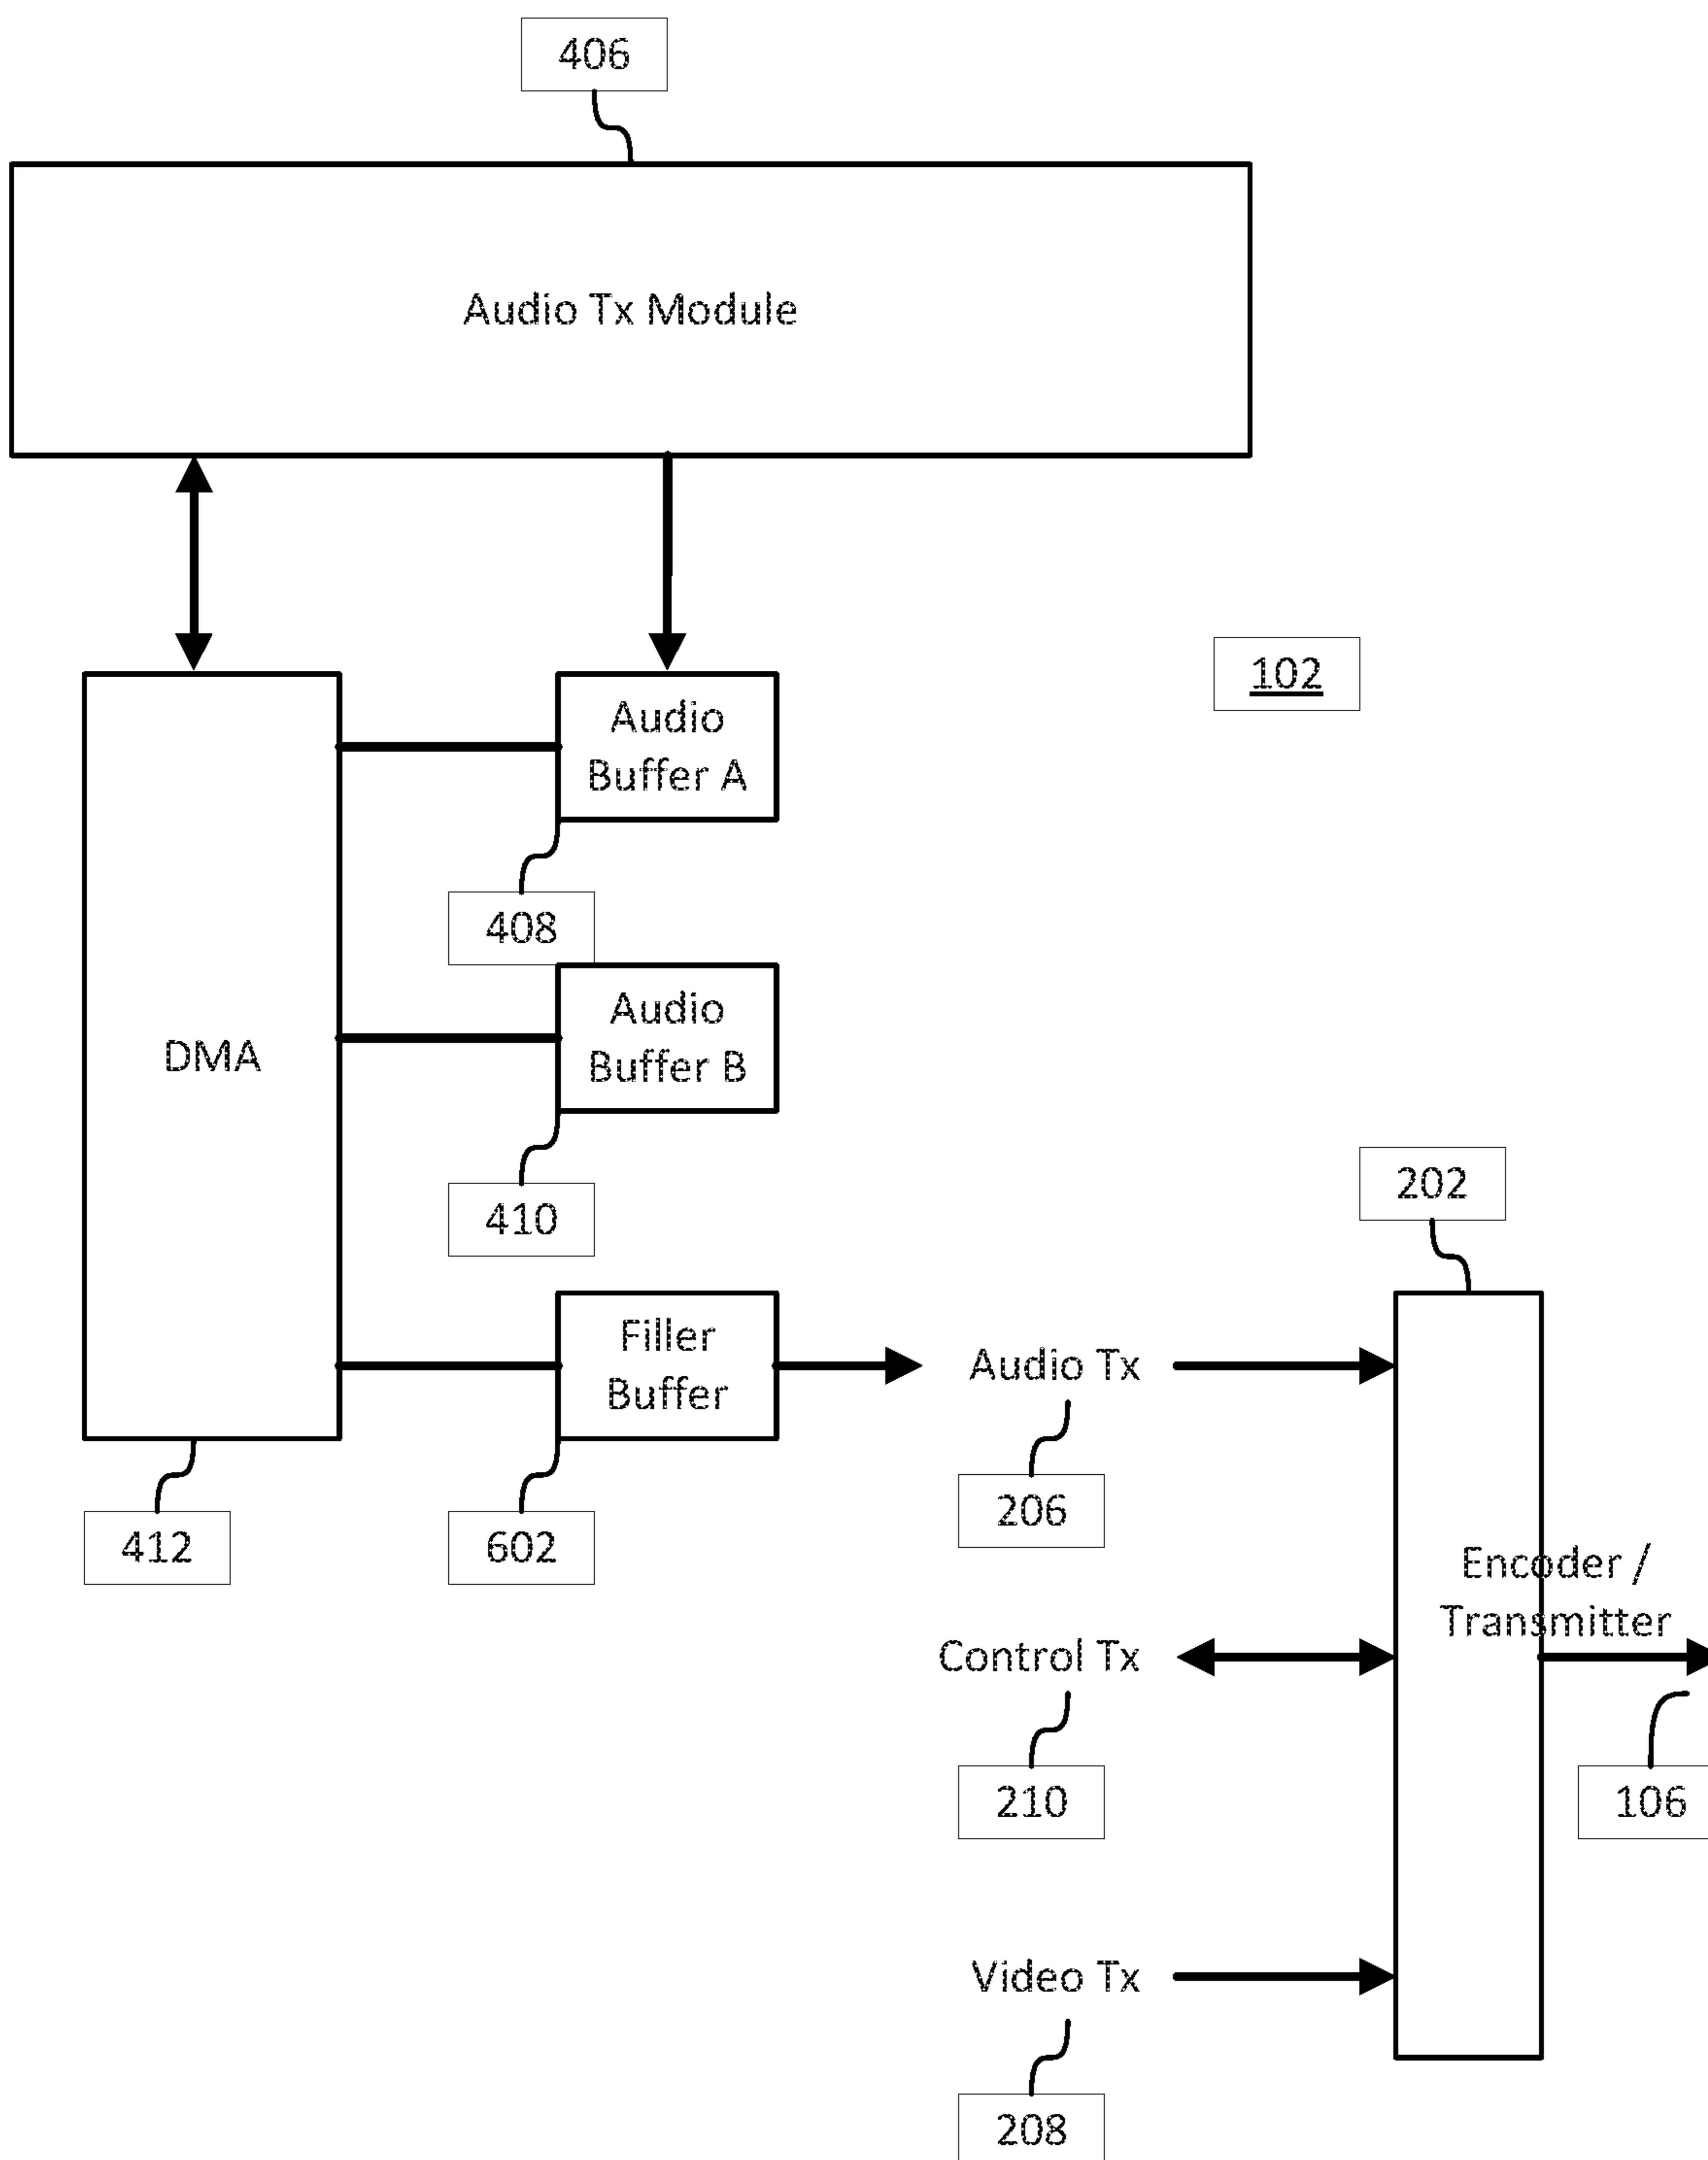 406
Audio Tx Module
102
Audio
Buffer A
408
Audio
Buffer B
DMA
410
202
Filler
Buffer
Audio Tx
412
602
206
Encoder /
Transmitter
Control Tx
210
106
Video Tx
208